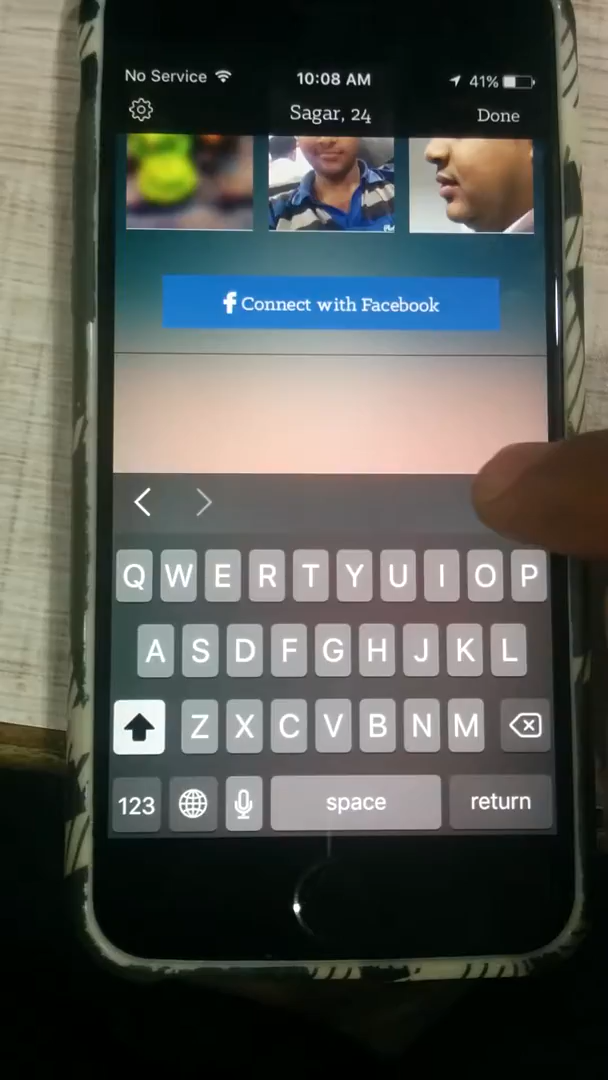 No Service 10:08 AM 41%
Sagar, 24 Done
f Connect with Facebook
Q W E R T Y U I O P
A S D F G H J K L
Z X C V B N M
123 space return